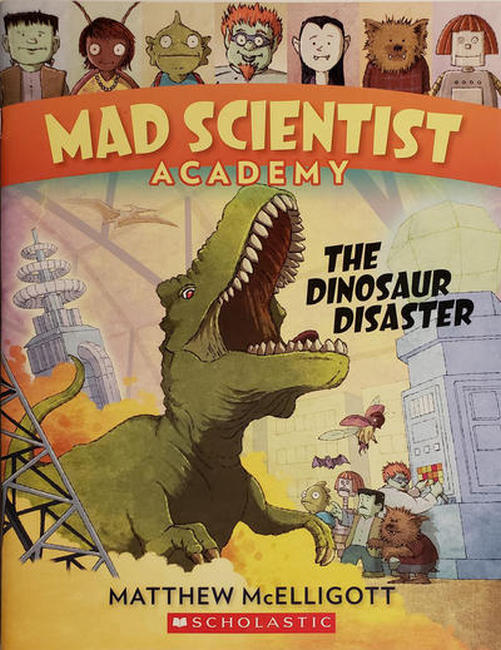 MAD SCIENTIST
ACADEMY
THE
DINOSAUR
DISASTER
MATTHEW McELLIGOTT
SCHOLASTIC